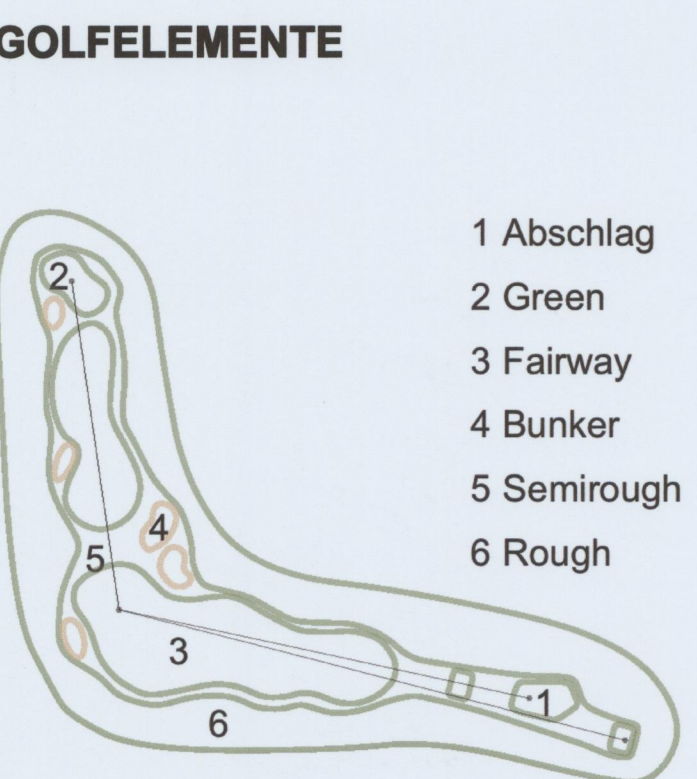 GOLFELEMENTE
1 Abschlag
2 Green
3 Fairway
4 Bunker
5 Semirough
6 Rough
2
4
5
3
1
6